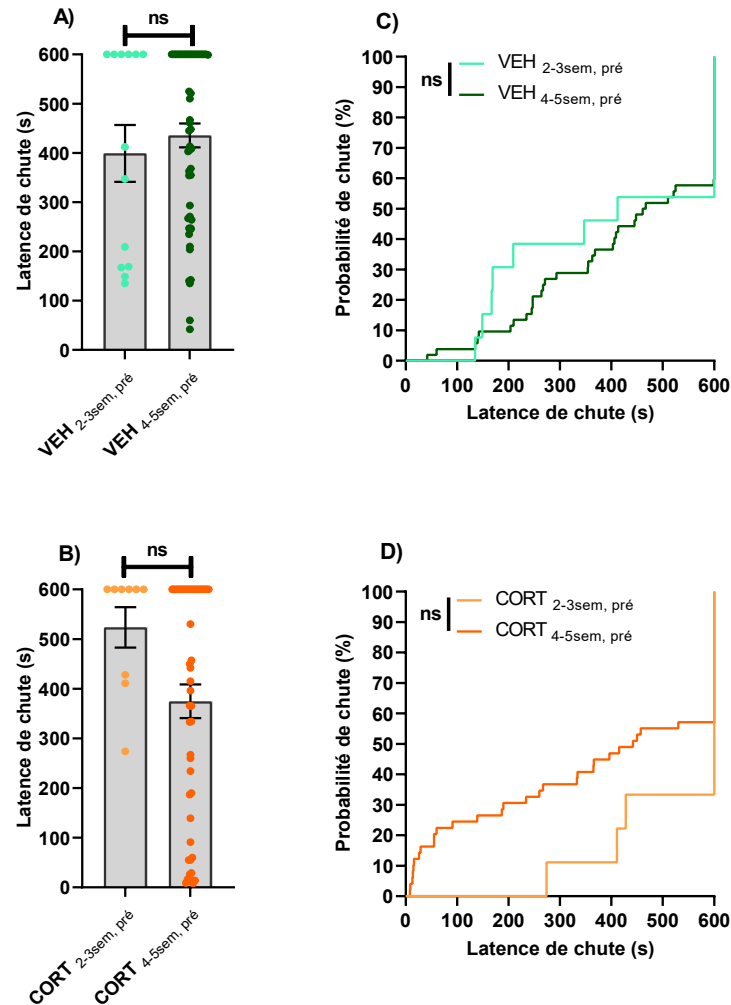 A)
ns
Latence de chute (s)
600
500
400
300
200
100
0
VEH 2-3sem, pré
VEH 4-5sem, pré
C)
ns
VEH 2-3sem, pré
VEH 4-5sem, pré
Probabilité de chute (%)
100
90
80
70
60
50
40
30
20
10
0
0 100 200 300 400 500 600
Latence de chute (s)
B)
ns
Latence de chute (s)
600
500
400
300
200
100
0
CORT 2-3sem, pré
CORT 4-5sem, pré
D)
ns
CORT 2-3sem, pré
CORT 4-5sem, pré
Probabilité de chute (%)
100
90
80
70
60
50
40
30
20
10
0
0 100 200 300 400 500 600
Latence de chute (s)